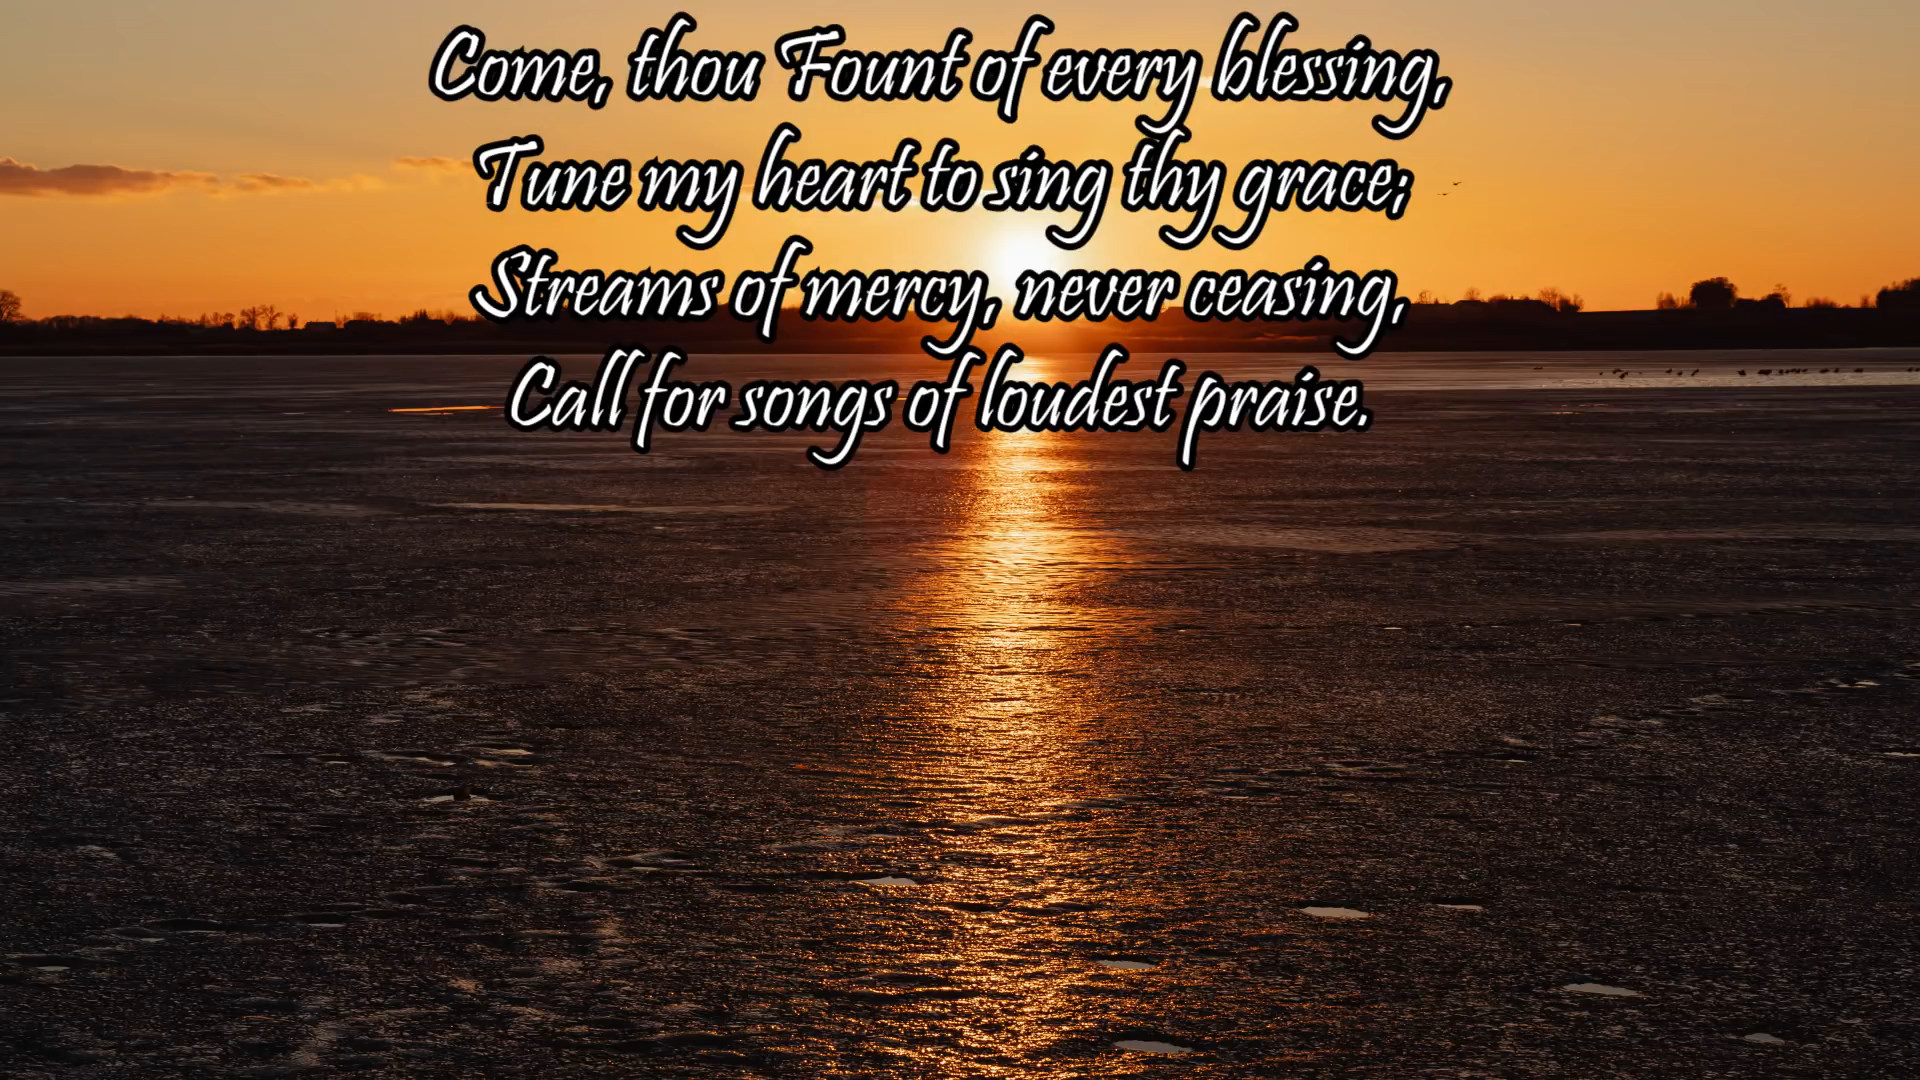 Come, thou Fount of every blessing,
Tune my heart to sing thy grace;
Streams of mercy, never ceasing,
Call for songs of loudest praise.